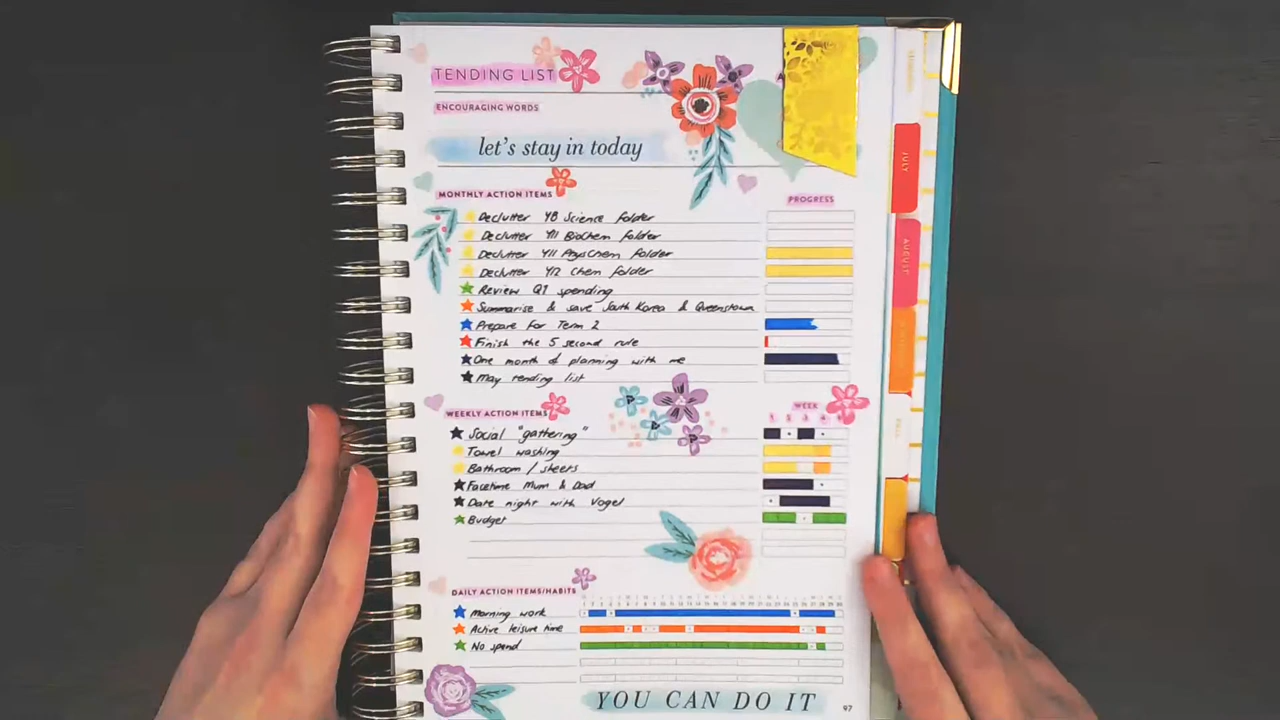 TENDING LIST
ENCOURAGING WORDS
let's stay in today
MONTHLY ACTION ITEMS
PROGRESS
Declutter Y8 Science folder
Declutter Y11 BioChem folder
Declutter Y11 PhysChem folder
Declutter Y12 Chem folder
Review Q1 spending
Summarise & save South Korea & Queenstown
Prepare for Term 2
Finish the 5 second rule
One month of planning with me
May tending list
WEEKLY ACTION ITEMS
WEEK
Social "gathering"
Towel washing
Bathroom / sheets
Facetime Mum & Dad
Date night with Vogel
Budget
DAILY ACTION ITEMS/HABITS
Morning work
Active leisure time
No spend
YOU CAN DO IT
97
JULY
AUGUST